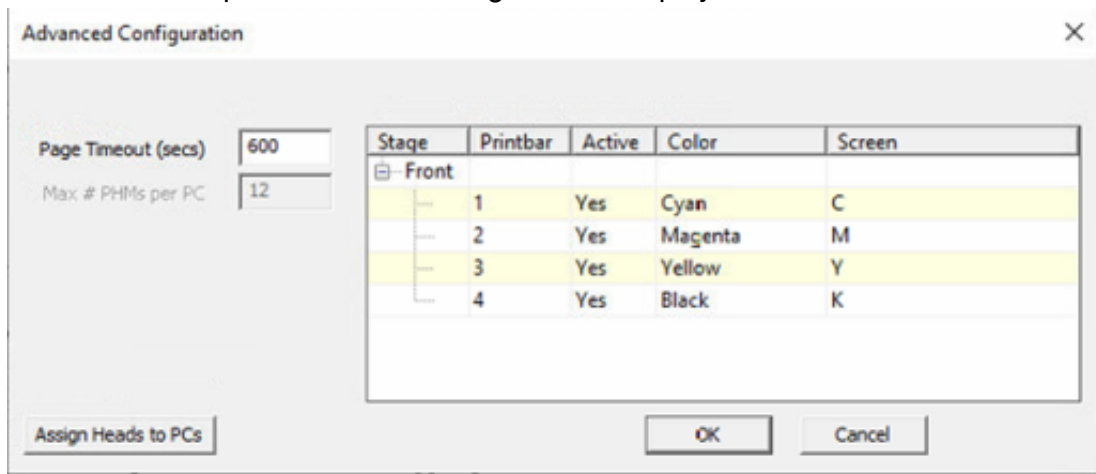 Advanced Configuration
Page Timeout (secs) 600
Max # PHMs per PC 12
Stage Printbar Active Color Screen
Front
1 Yes Cyan C
2 Yes Magenta M
3 Yes Yellow Y
4 Yes Black K
Assign Heads to PCs OK Cancel